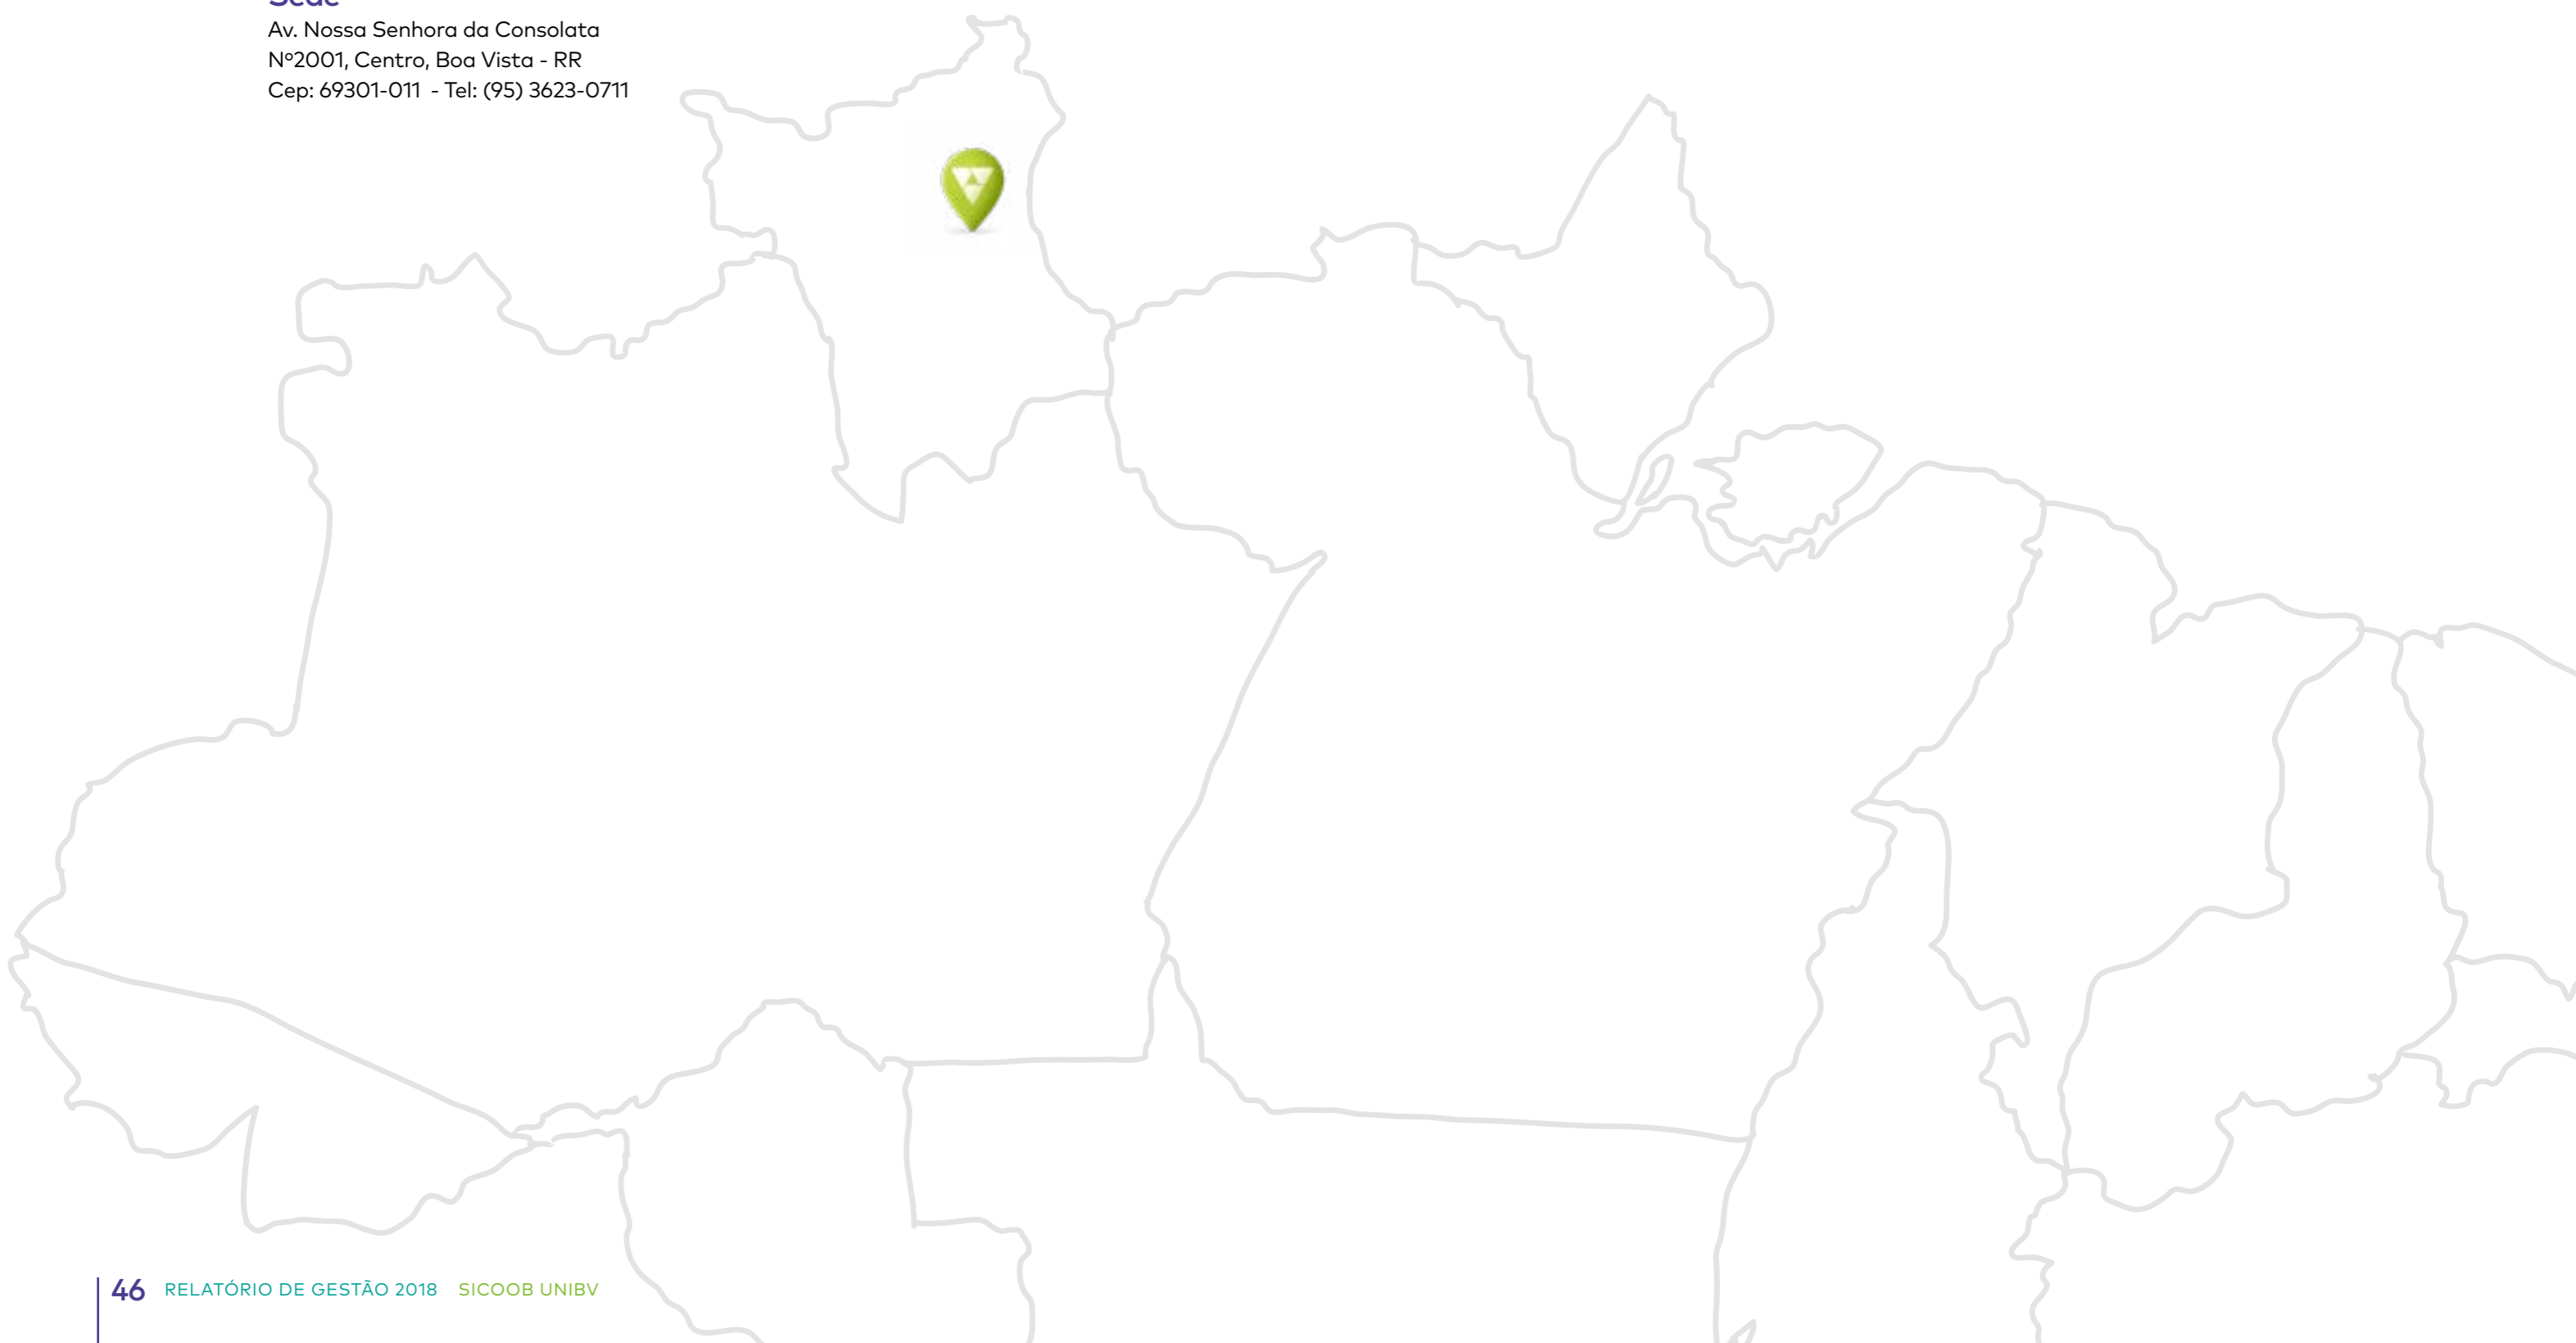 Sede
Av. Nossa Senhora da Consolata
Nº2001, Centro, Boa Vista - RR
Cep: 69301-011 - Tel: (95) 3623-0711
46 RELATÓRIO DE GESTÃO 2018 SICOOB UNIBV